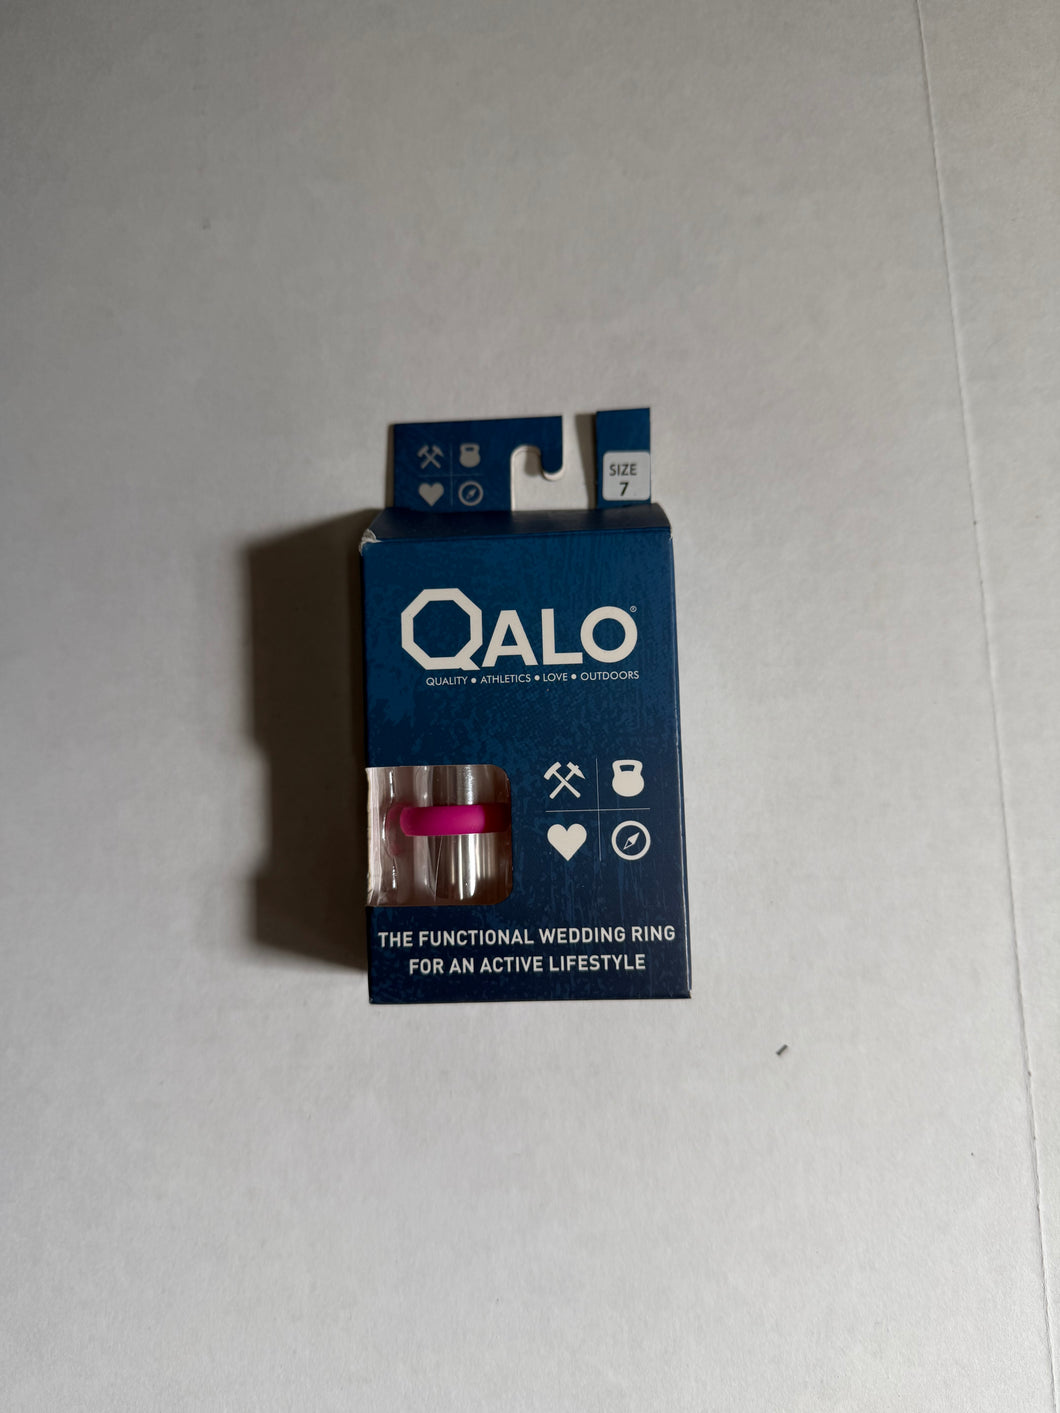 SIZE
7
QALO®
QUALITY • ATHLETICS • LOVE • OUTDOORS
THE FUNCTIONAL WEDDING RING
FOR AN ACTIVE LIFESTYLE